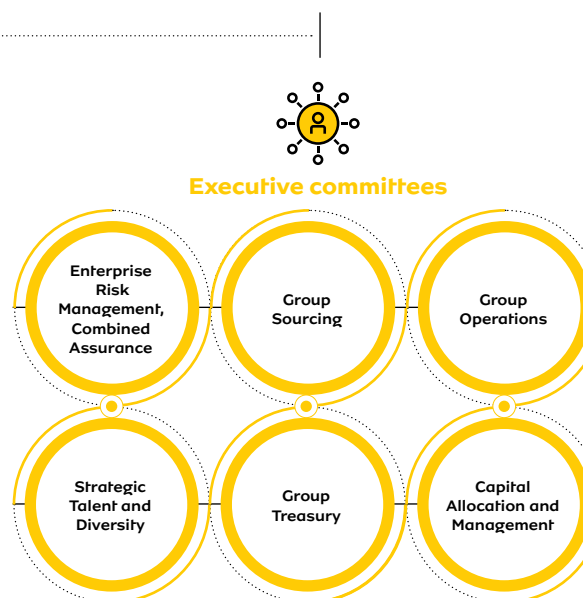 Executive committees
Enterprise
Risk
Management,
Combined
Assurance
Group
Sourcing
Group
Operations
Strategic
Talent and
Diversity
Group
Treasury
Capital
Allocation and
Management